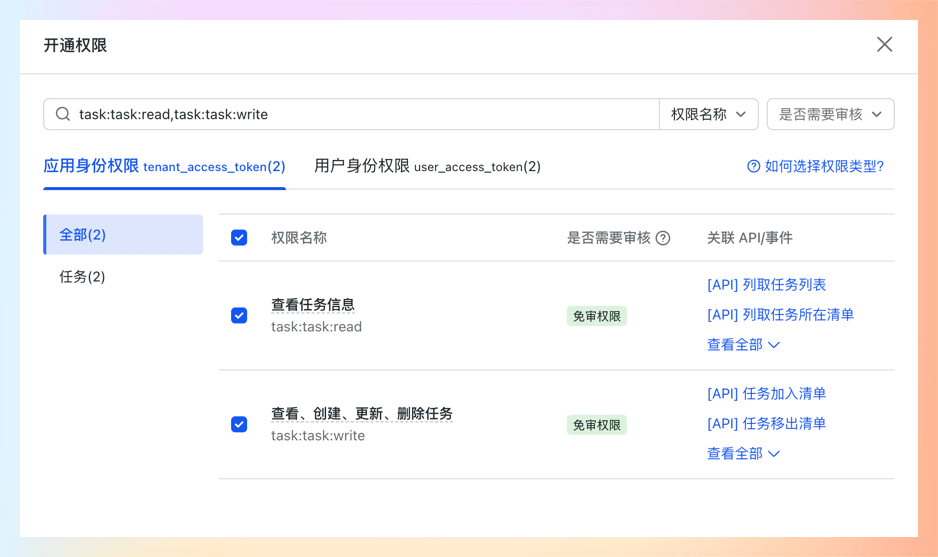 开通权限
task:task:read,task:task:write
权限名称
是否需要审核
应用身份权限 tenant_access_token(2)
用户身份权限 user_access_token(2)
如何选择权限类型?
全部(2)
任务(2)
权限名称
是否需要审核
关联 API/事件
查看任务信息
task:task:read
免审权限
[API] 列取任务列表
[API] 列取任务所在清单
查看全部
查看、创建、更新、删除任务
task:task:write
免审权限
[API] 任务加入清单
[API] 任务移出清单
查看全部